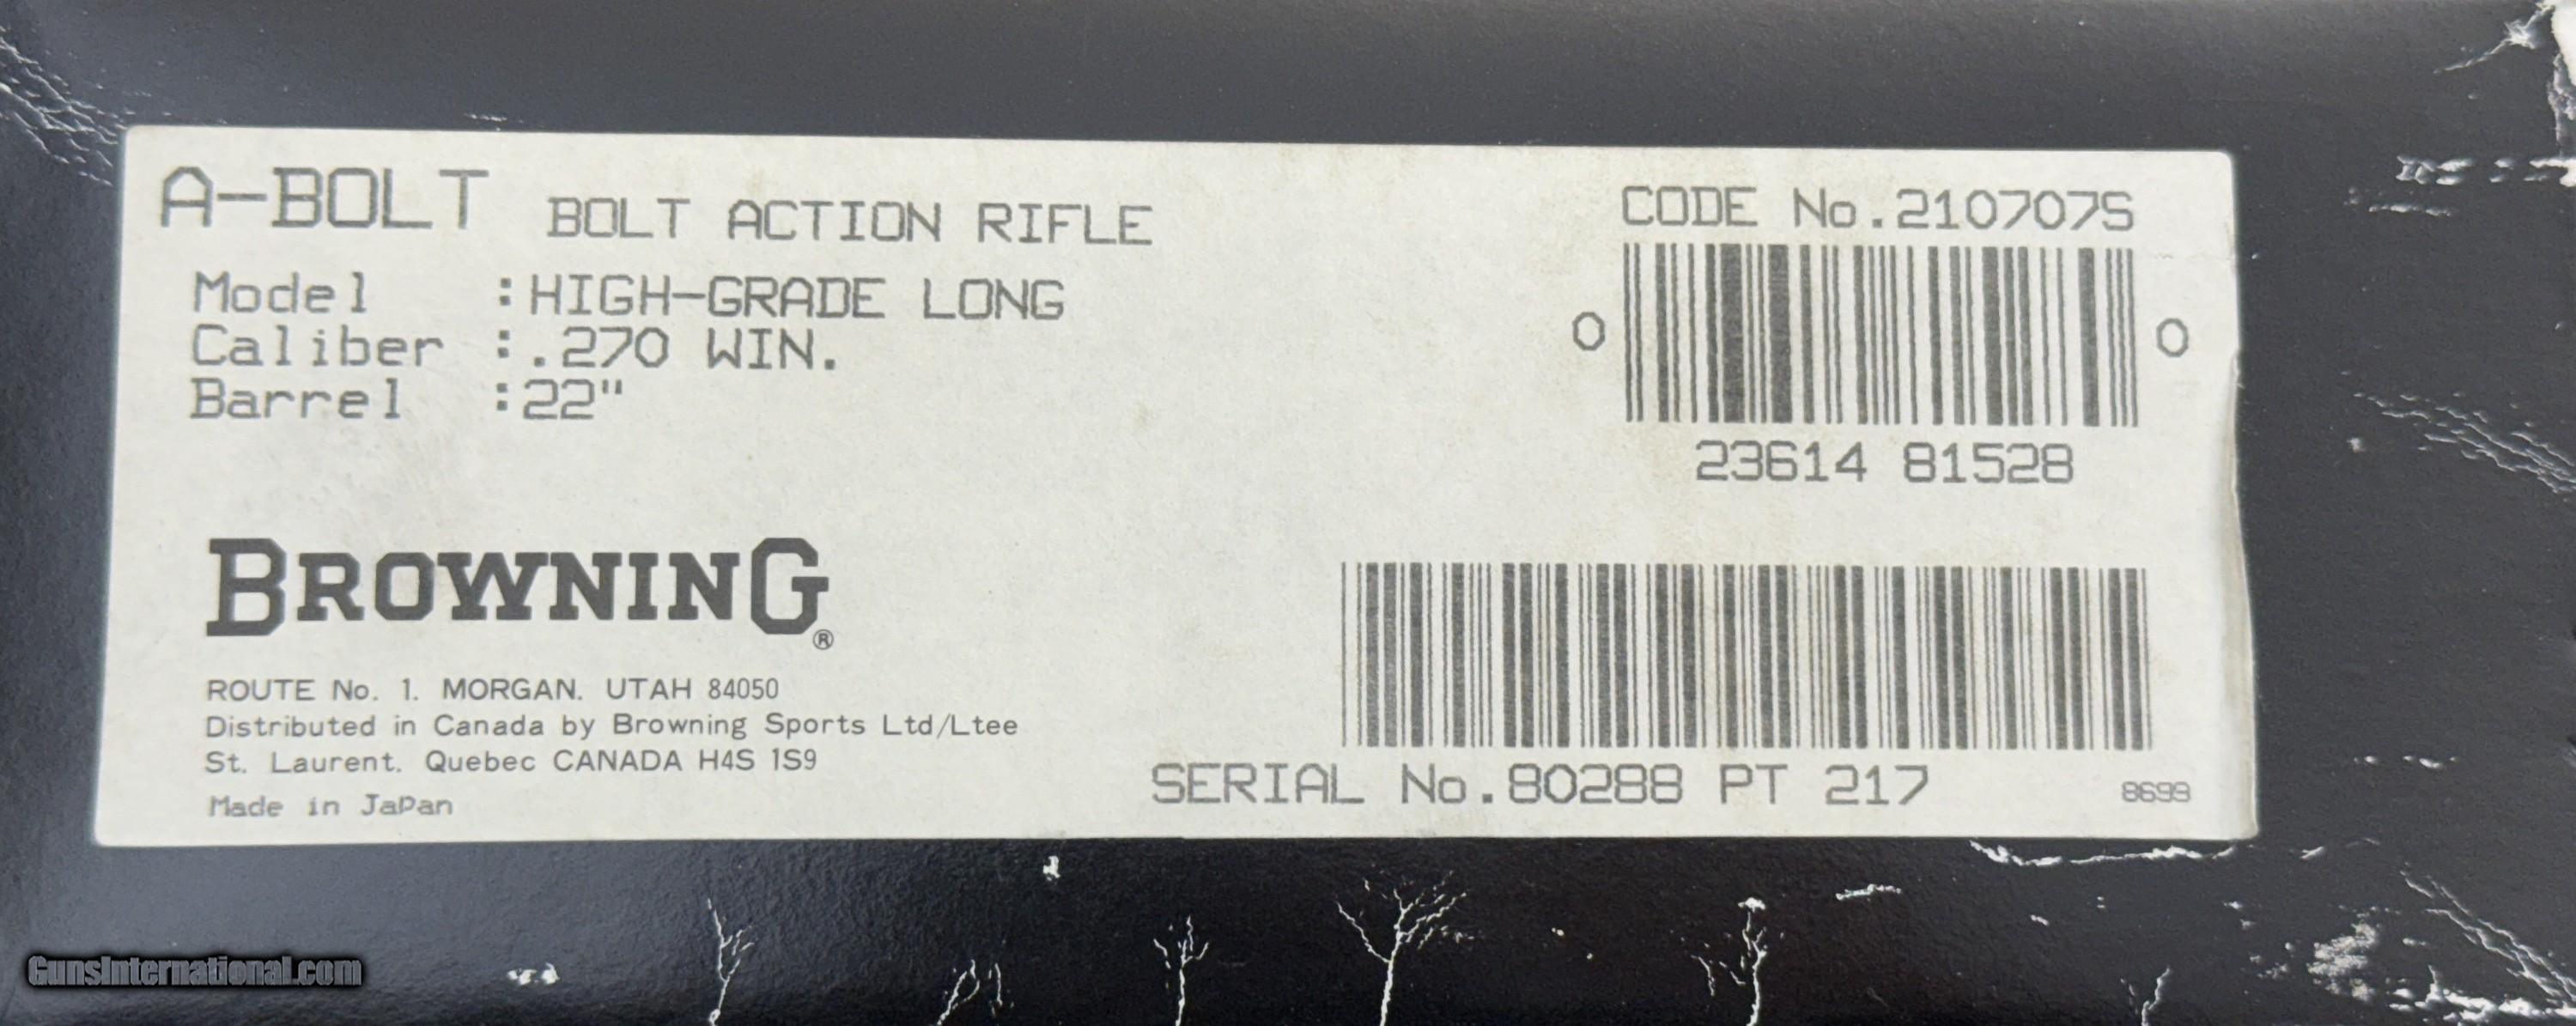 A-BOLT BOLT ACTION RIFLE
Model :HIGH-GRADE LONG
Caliber :.270 WIN.
Barrel :22"
CODE No.210707S
0 0
23614 81528
BROWNING®
ROUTE No. 1. MORGAN. UTAH 84050
Distributed in Canada by Browning Sports Ltd/Ltee
St. Laurent. Quebec CANADA H4S 1S9
Made in JaPan
SERIAL No.80288 PT 217
8699
GunsInternational.com